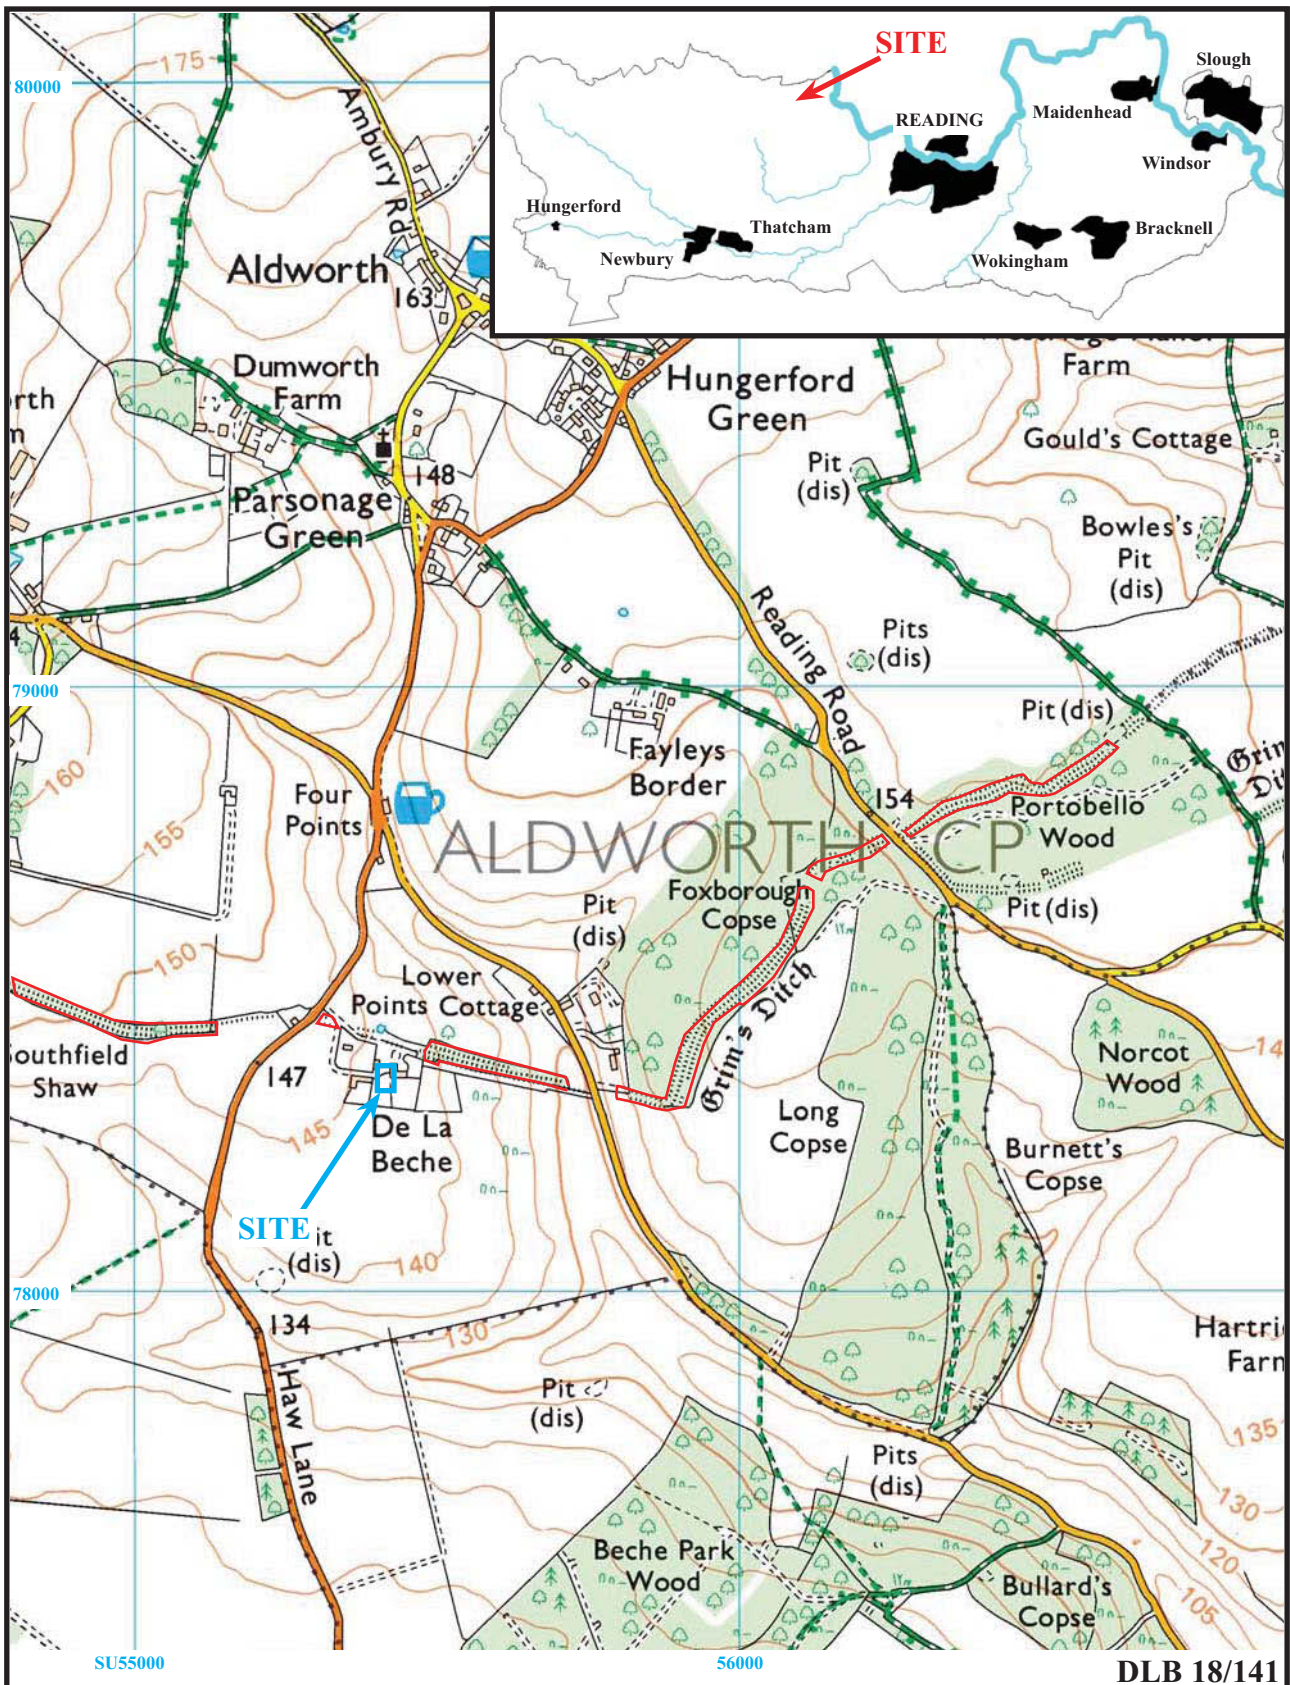 SITE
Slough
Maidenhead
READING
Windsor
Hungerford
Thatcham
Bracknell
Newbury
Wokingham
80000
175
Ambury Rd
Aldworth
163
Dumworth
Farm
Hungerford
Green
Farm
Gould's Cottage
Pit
(dis)
148
Parsonage
Green
Bowles's
Pit
(dis)
Reading Road
Pits
(dis)
79000
Pit (dis)
160
Fayleys
Border
Four
Points
154
Portobello
Wood
155
ALDWORTH CP
Foxborough
Copse
Pit
(dis)
Pit (dis)
150
Lower
Points Cottage
Grim's Ditch
Southfield
Shaw
147
Norcot
Wood
145
De La
Beche
Long
Copse
Burnett's
Copse
SITE
(dis)
140
78000
134
130
Haw Lane
Pit
(dis)
135
Pits
(dis)
130
120
Beche Park
Wood
Bullard's
Copse
105
SU55000
56000
DLB 18/141